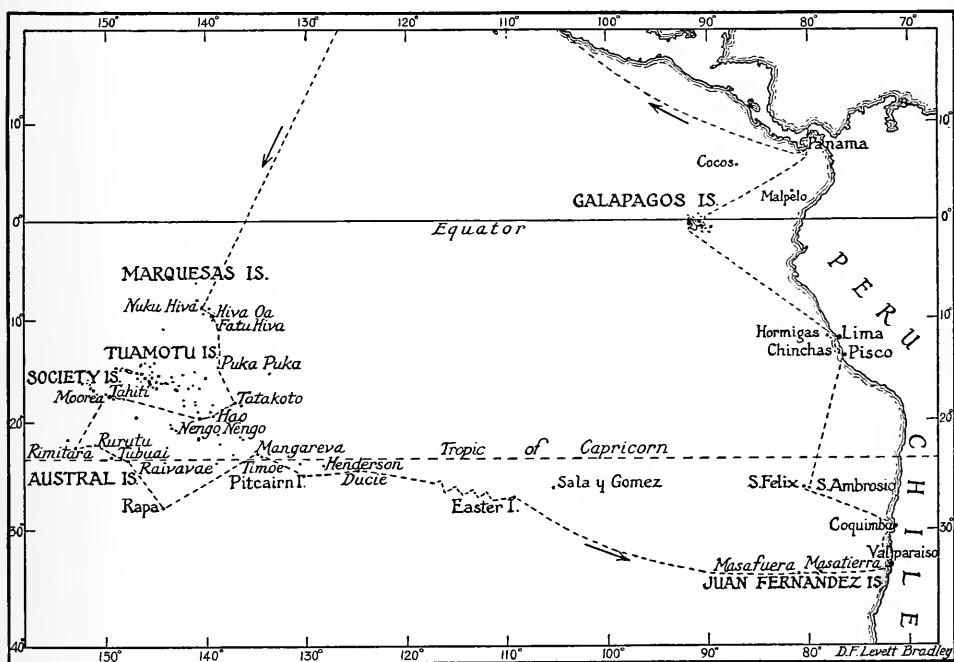 150° 140° 130° 120° 110° 100° 90° 80° 70°
10° 10°
Panama
Cocos.
Malpelo
GALAPAGOS IS.
0° 0°
Equator
PERU
MARQUESAS IS.
Nuku Hiva
Hiva Oa
Fatu Hiva
10° 10°
Hormigas Lima
Chinchas Pisco
TUAMOTU IS.
Puka Puka
SOCIETY IS.
Moorea Tahiti
Tatakoto
Hao
Nengo Nengo
20° 20°
CHILE
Rurutu
Rimitara Tubuai
Mangareva
Tropic of Capricorn
Raivavae
Timoe Henderson
AUSTRAL IS.
Pitcairn I. Ducie
Sala y Gomez
S.Felix S.Ambrosio
Rapa
Easter I.
Coquimbo
30° 30°
Valparaiso
Masafuera Masatierra
JUAN FERNANDEZ IS.
40° 40°
D.F. Levett Bradley
150° 140° 130° 120° 110° 100° 90° 80° 70°